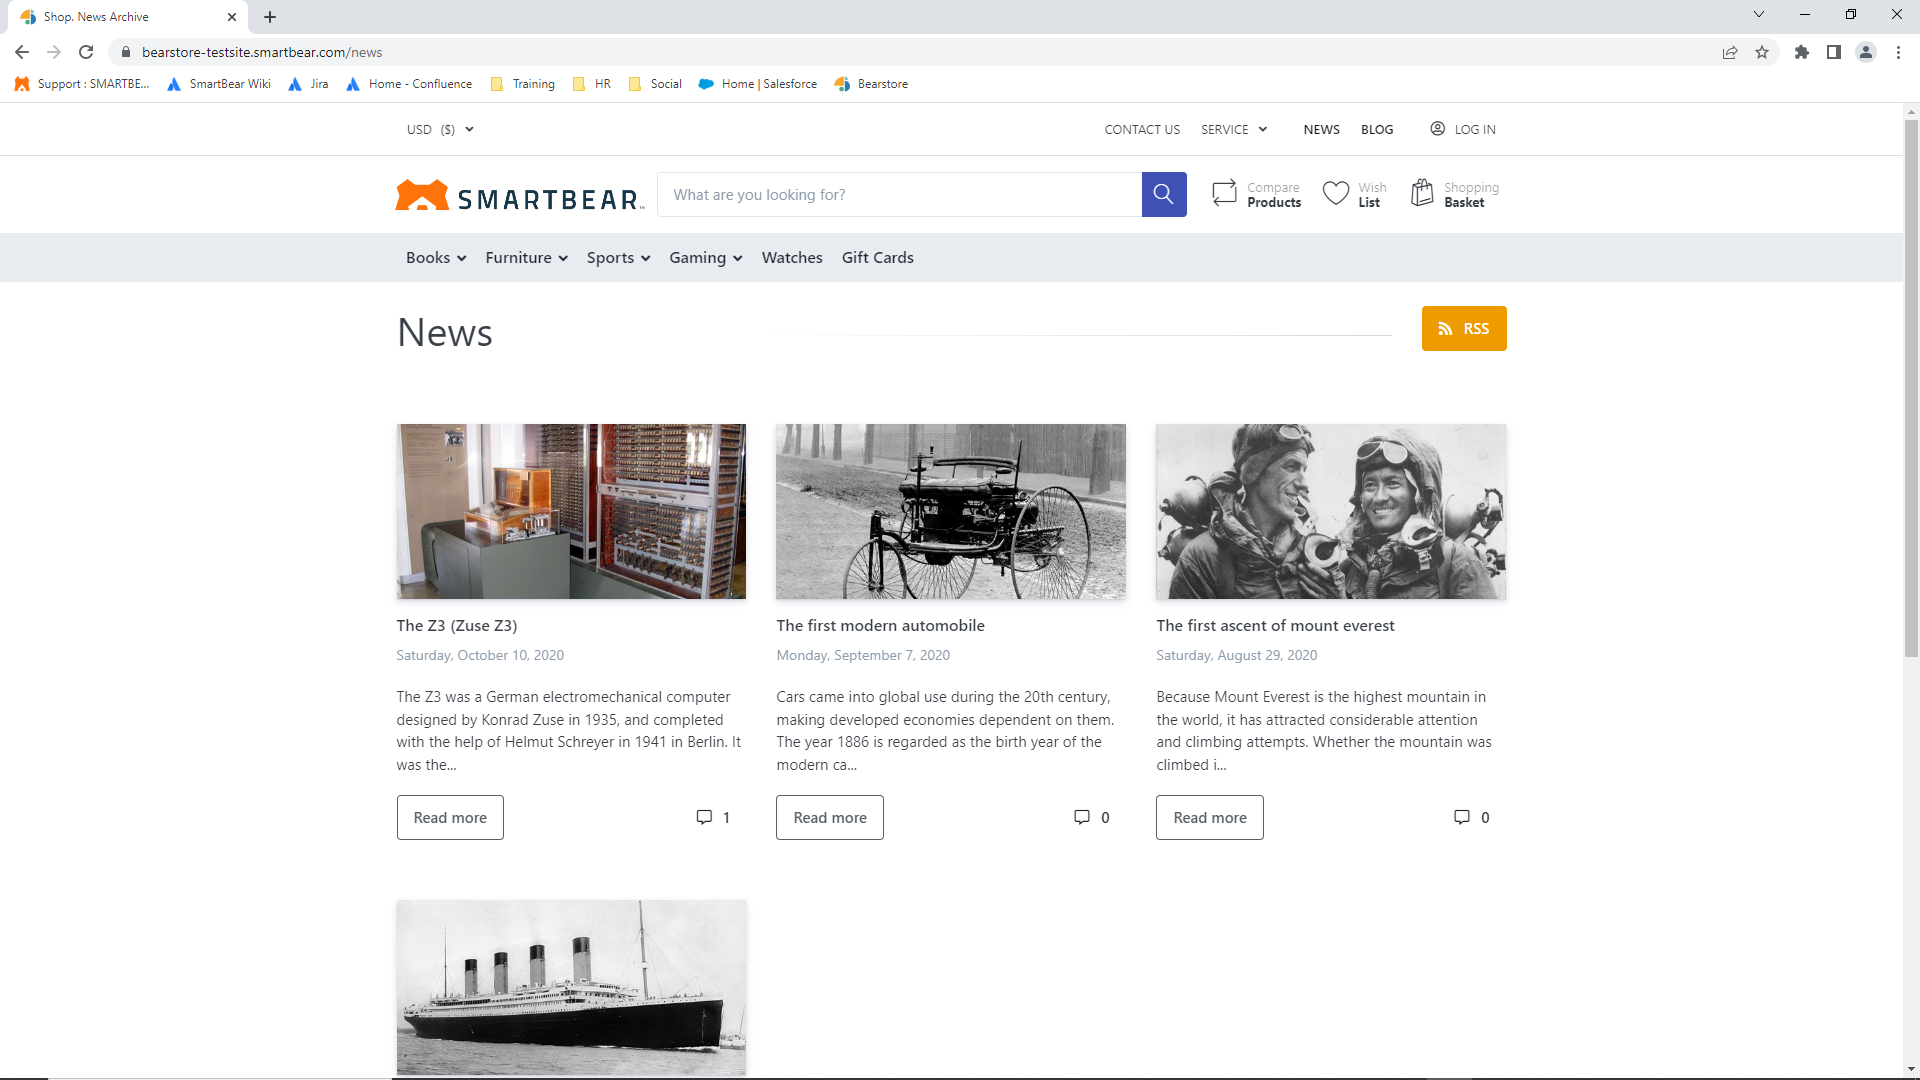 Shop. News Archive
bearstore-testsite.smartbear.com/news
Support : SMARTBE... SmartBear Wiki Jira Home - Confluence Training HR Social Home | Salesforce Bearstore
USD ($) CONTACT US SERVICE NEWS BLOG LOG IN
SMARTBEAR™ What are you looking for? Compare Products Wish List Shopping Basket
Books Furniture Sports Gaming Watches Gift Cards
News RSS
The Z3 (Zuse Z3)
Saturday, October 10, 2020
The Z3 was a German electromechanical computer
designed by Konrad Zuse in 1935, and completed
with the help of Helmut Schreyer in 1941 in Berlin. It
was the...
Read more 1
The first modern automobile
Monday, September 7, 2020
Cars came into global use during the 20th century,
making developed economies dependent on them.
The year 1886 is regarded as the birth year of the
modern ca...
Read more 0
The first ascent of mount everest
Saturday, August 29, 2020
Because Mount Everest is the highest mountain in
the world, it has attracted considerable attention
and climbing attempts. Whether the mountain was
climbed i...
Read more 0